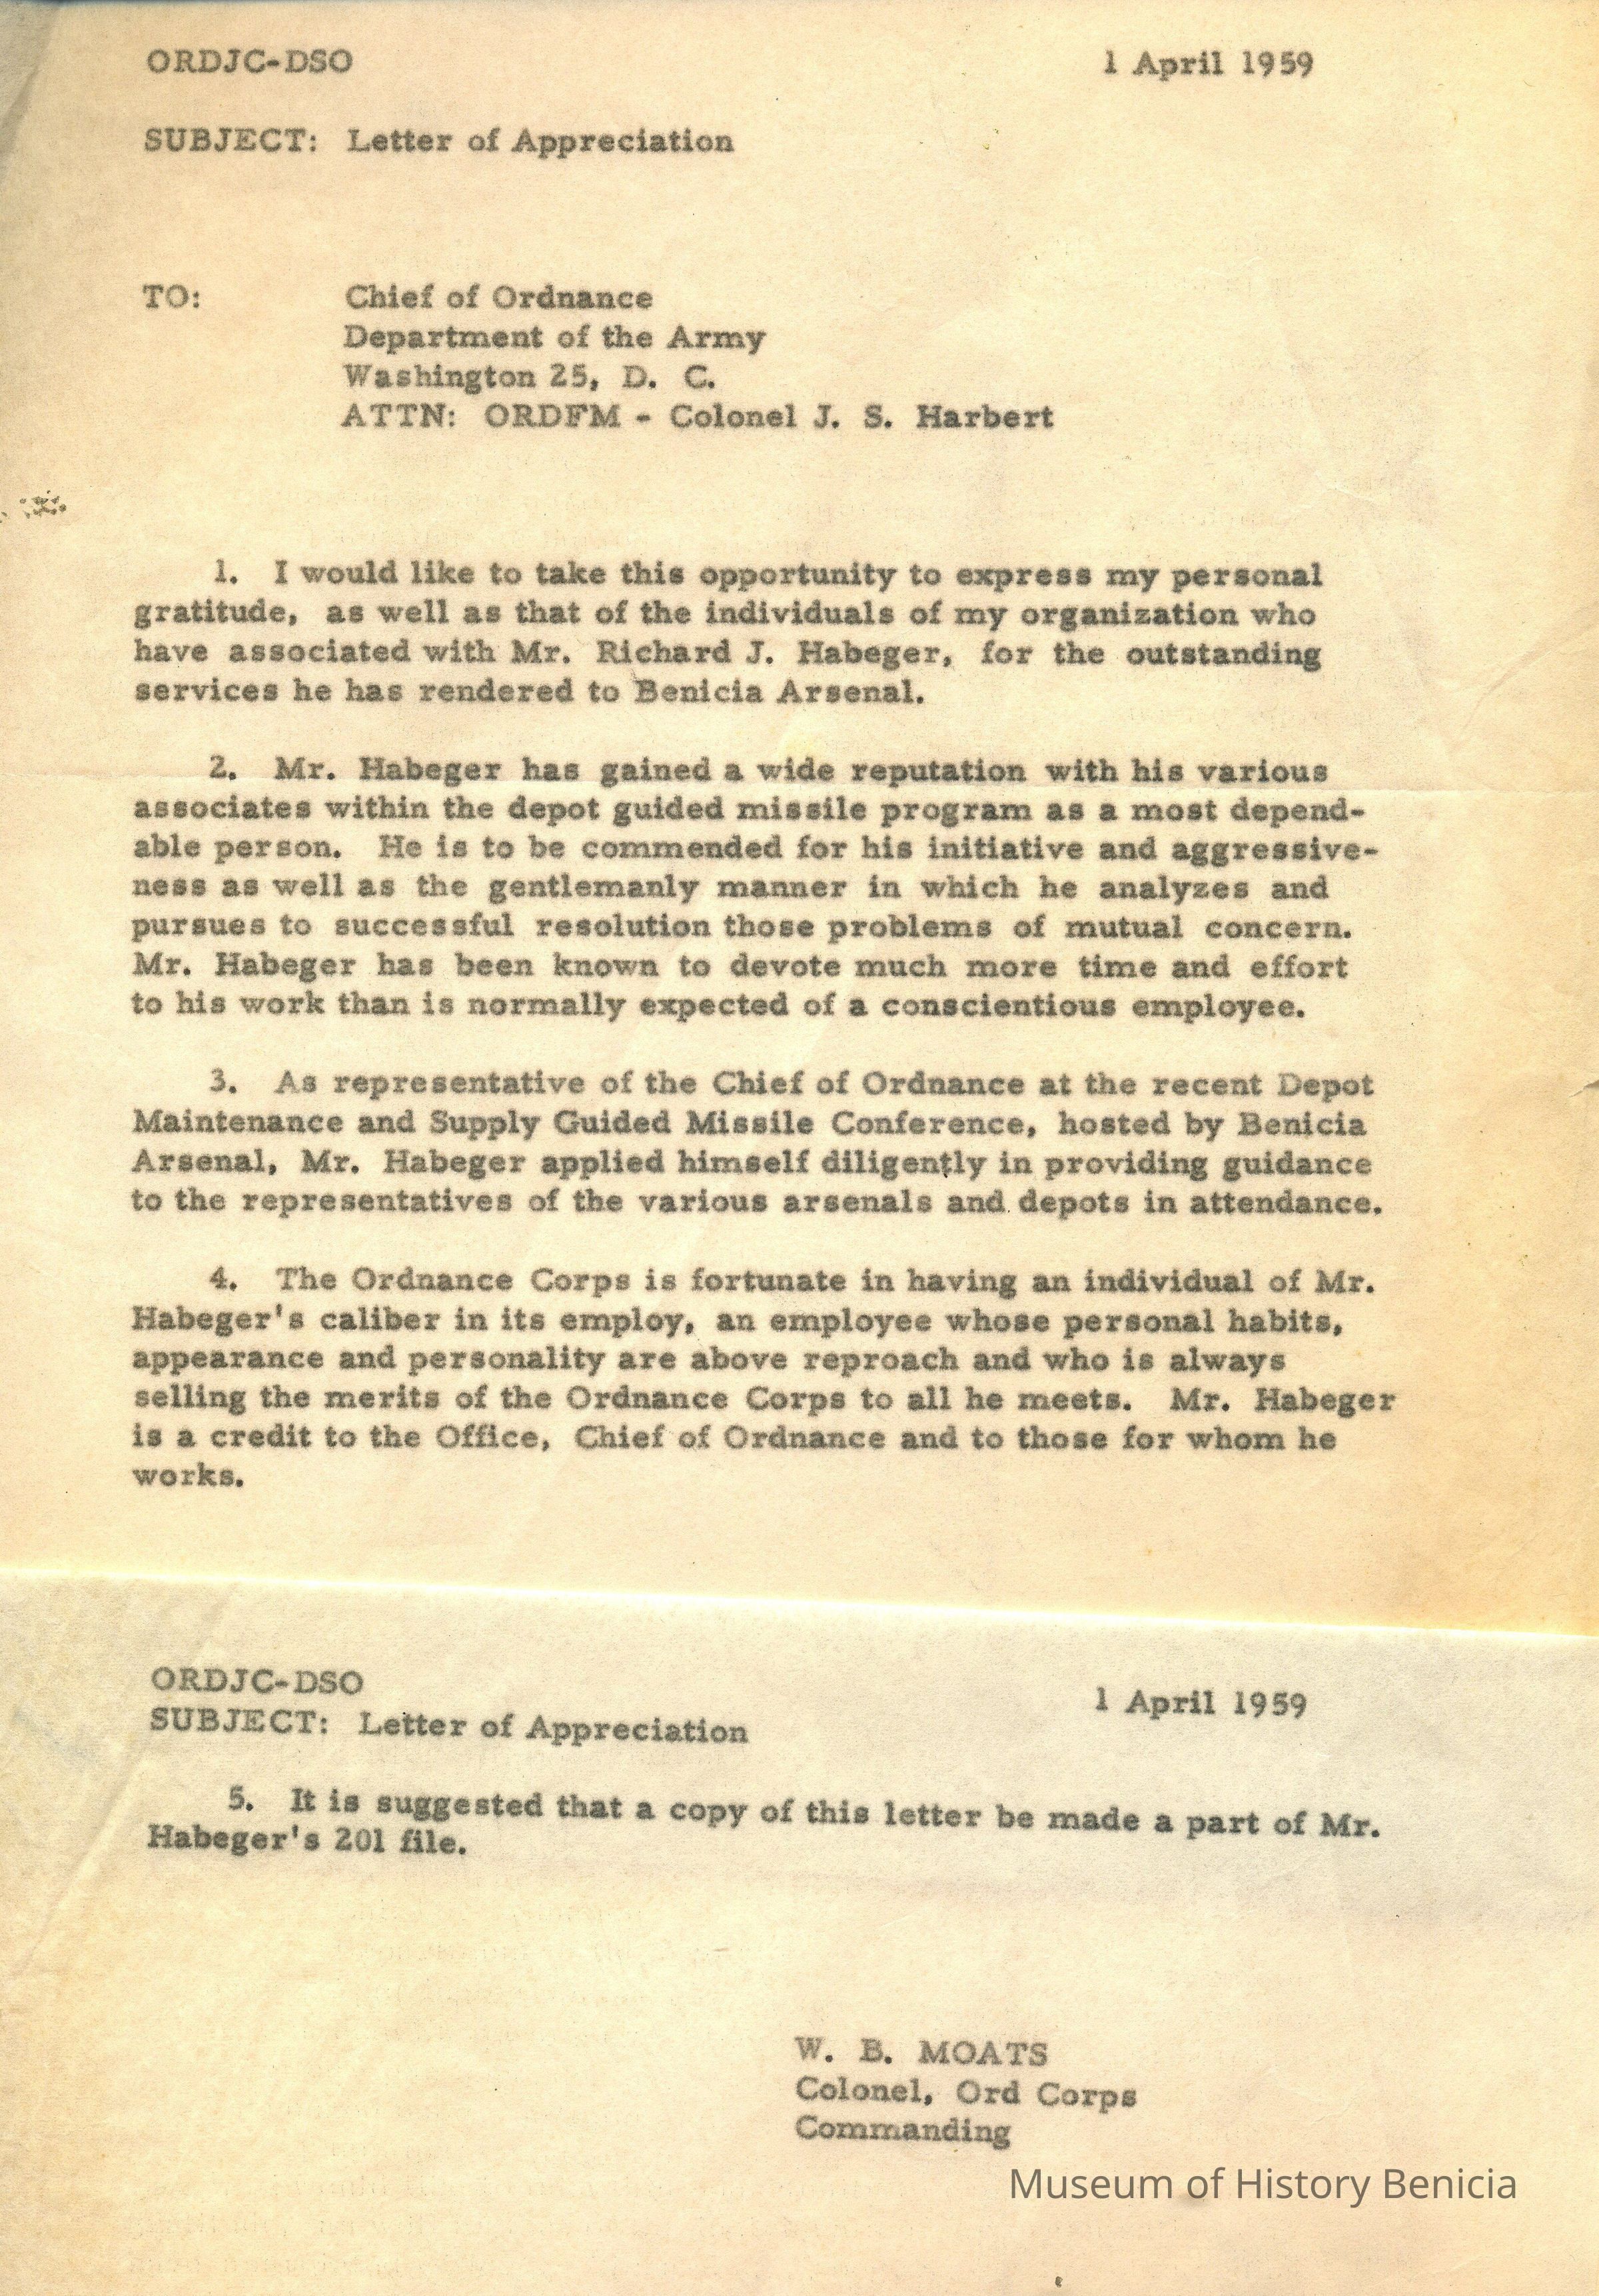 ORDJC-DSO 1 April 1959
SUBJECT: Letter of Appreciation
TO: Chief of Ordnance
Department of the Army
Washington 25, D. C.
ATTN: ORDFM - Colonel J. S. Harbert
1. I would like to take this opportunity to express my personal
gratitude, as well as that of the individuals of my organization who
have associated with Mr. Richard J. Habeger, for the outstanding
services he has rendered to Benicia Arsenal.
2. Mr. Habeger has gained a wide reputation with his various
associates within the depot guided missile program as a most depend-
able person. He is to be commended for his initiative and aggressive-
ness as well as the gentlemanly manner in which he analyzes and
pursues to successful resolution those problems of mutual concern.
Mr. Habeger has been known to devote much more time and effort
to his work than is normally expected of a conscientious employee.
3. As representative of the Chief of Ordnance at the recent Depot
Maintenance and Supply Guided Missile Conference, hosted by Benicia
Arsenal, Mr. Habeger applied himself diligently in providing guidance
to the representatives of the various arsenals and depots in attendance.
4. The Ordnance Corps is fortunate in having an individual of Mr.
Habeger's caliber in its employ, an employee whose personal habits,
appearance and personality are above reproach and who is always
selling the merits of the Ordnance Corps to all he meets. Mr. Habeger
is a credit to the Office, Chief of Ordnance and to those for whom he
works.
ORDJC-DSO 1 April 1959
SUBJECT: Letter of Appreciation
5. It is suggested that a copy of this letter be made a part of Mr.
Habeger's 201 file.
W. B. MOATS
Colonel, Ord Corps
Commanding
Museum of History Benicia